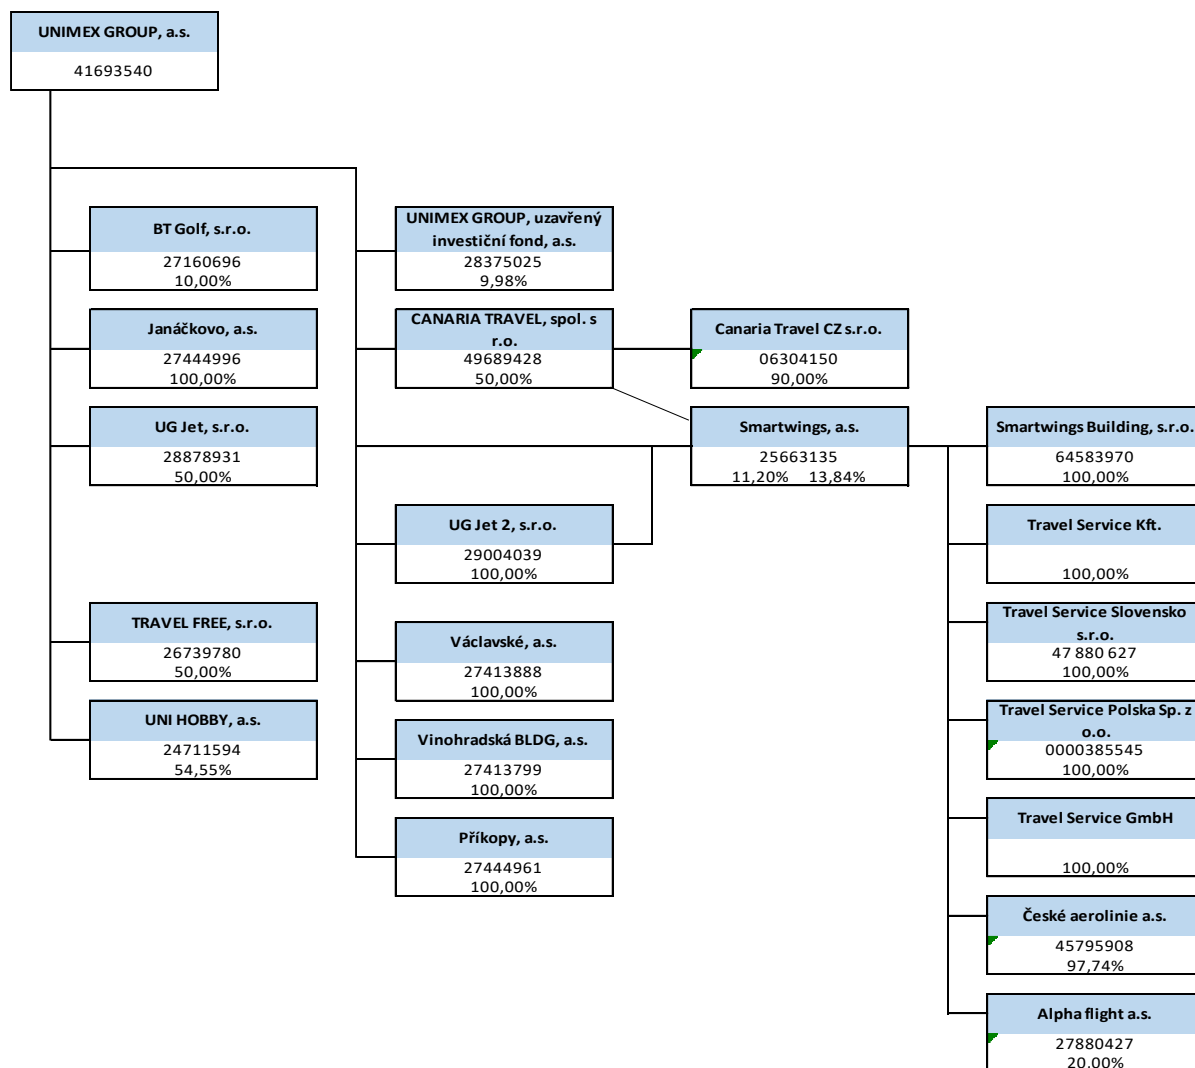 UNIMEX GROUP, a.s.
41693540
BT Golf, s.r.o.
27160696
10,00%
Janáčkovo, a.s.
27444996
100,00%
UG Jet, s.r.o.
28878931
50,00%
TRAVEL FREE, s.r.o.
26739780
50,00%
UNI HOBBY, a.s.
24711594
54,55%
UNIMEX GROUP, uzavřený
investiční fond, a.s.
28375025
9,98%
CANARIA TRAVEL, spol. s
r.o.
49689428
50,00%
UG Jet 2, s.r.o.
29004039
100,00%
Václavské, a.s.
27413888
100,00%
Vinohradská BLDG, a.s.
27413799
100,00%
Příkopy, a.s.
27444961
100,00%
Canaria Travel CZ s.r.o.
06304150
90,00%
Smartwings, a.s.
25663135
11,20% 13,84%
Smartwings Building, s.r.o.
64583970
100,00%
Travel Service Kft.
100,00%
Travel Service Slovensko
s.r.o.
47 880 627
100,00%
Travel Service Polska Sp. z
o.o.
0000385545
100,00%
Travel Service GmbH
100,00%
České aerolinie a.s.
45795908
97,74%
Alpha flight a.s.
27880427
20,00%